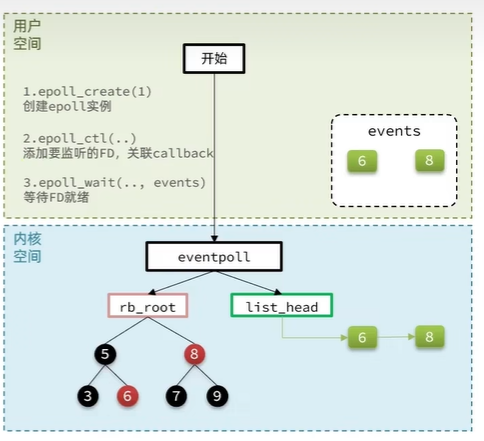 用户
空间
开始
1.epoll_create(1)
创建epoll实例
2.epoll_ctl(..)
添加要监听的FD，关联callback
3.epoll_wait(.., events)
等待FD就绪
events
6 8
内核
空间
eventpoll
rb_root list_head
6 8
5 8
3 6 7 9